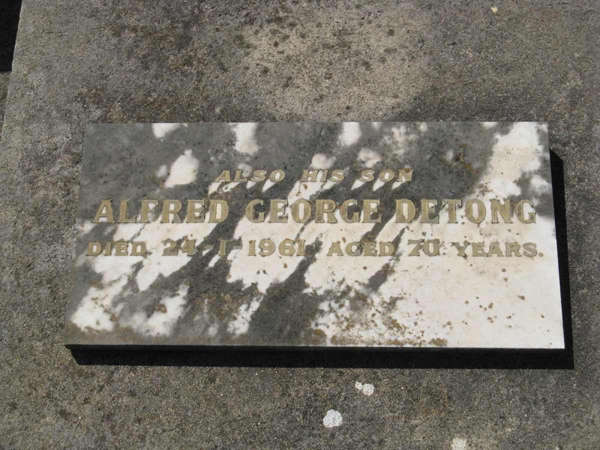 ALSO HIS SON
ALFRED GEORGE DETONG
DIED 24-1-1961. AGED 70 YEARS.